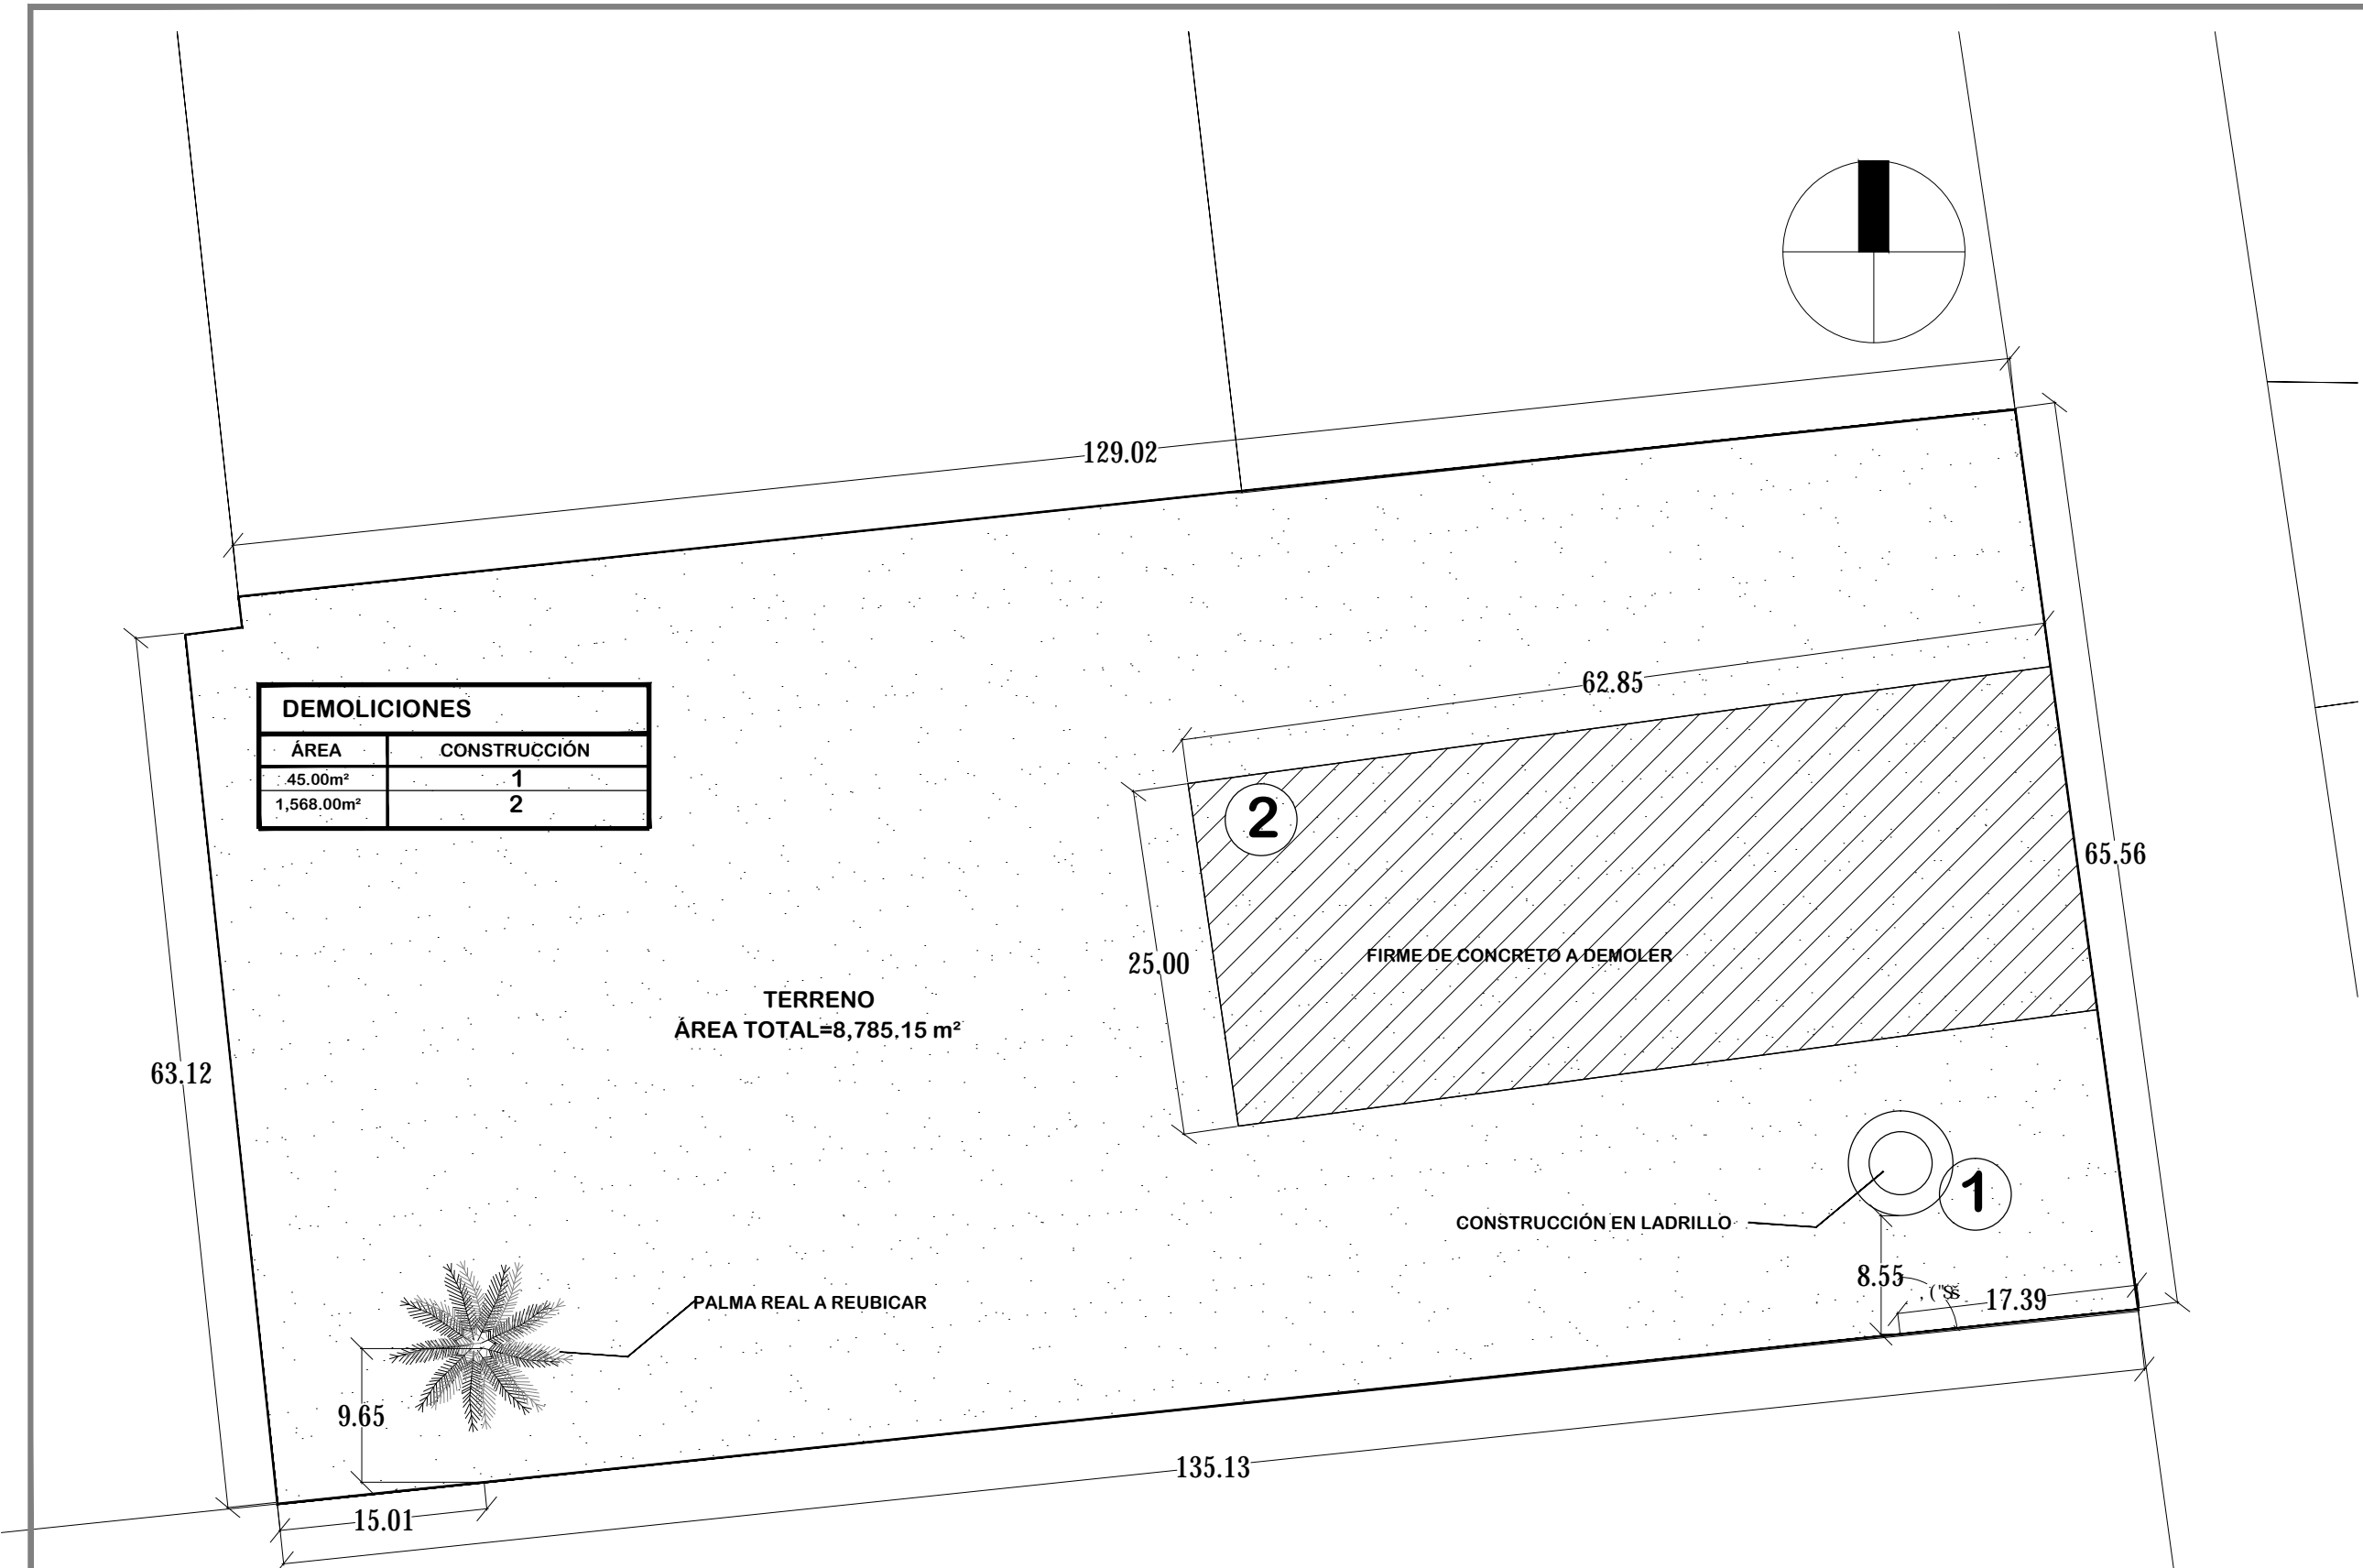 129.02
62.85
DEMOLICIONES
ÁREA CONSTRUCCIÓN
45.00m² 1
1,568.00m² 2
2
65.56
FIRME DE CONCRETO A DEMOLER
25.00
TERRENO
ÁREA TOTAL=8,785.15 m²
63.12
1
CONSTRUCCIÓN EN LADRILLO
8.55
17.39
PALMA REAL A REUBICAR
9.65
135.13
15.01